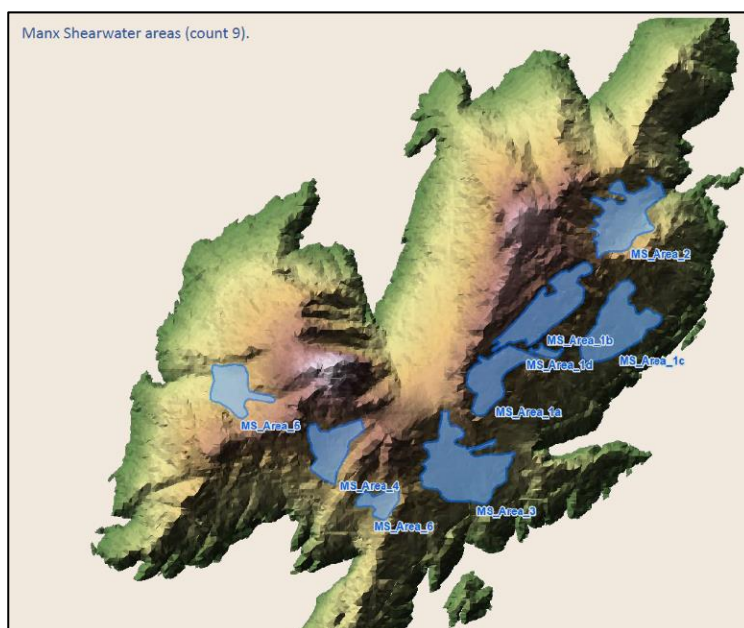 Manx Shearwater areas (count 9).
MS_Area_2
MS_Area_1b
MS_Area_1d
MS_Area_1c
MS_Area_1a
MS_Area_5
MS_Area_4
MS_Area_3
MS_Area_6